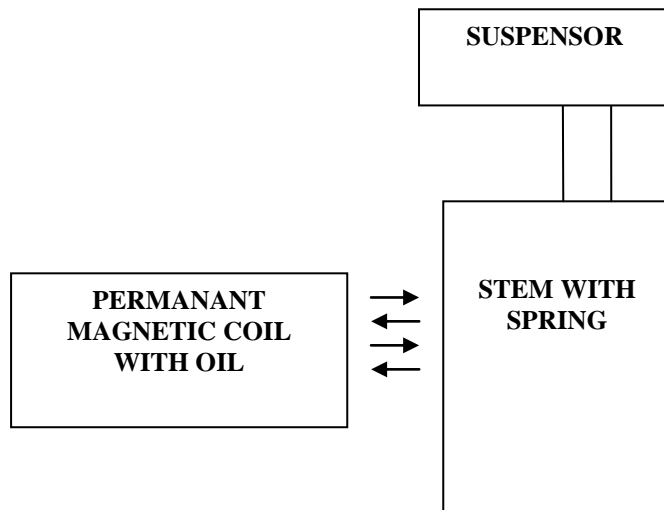 SUSPENSOR
PERMANANT
MAGNETIC COIL
WITH OIL
STEM WITH
SPRING